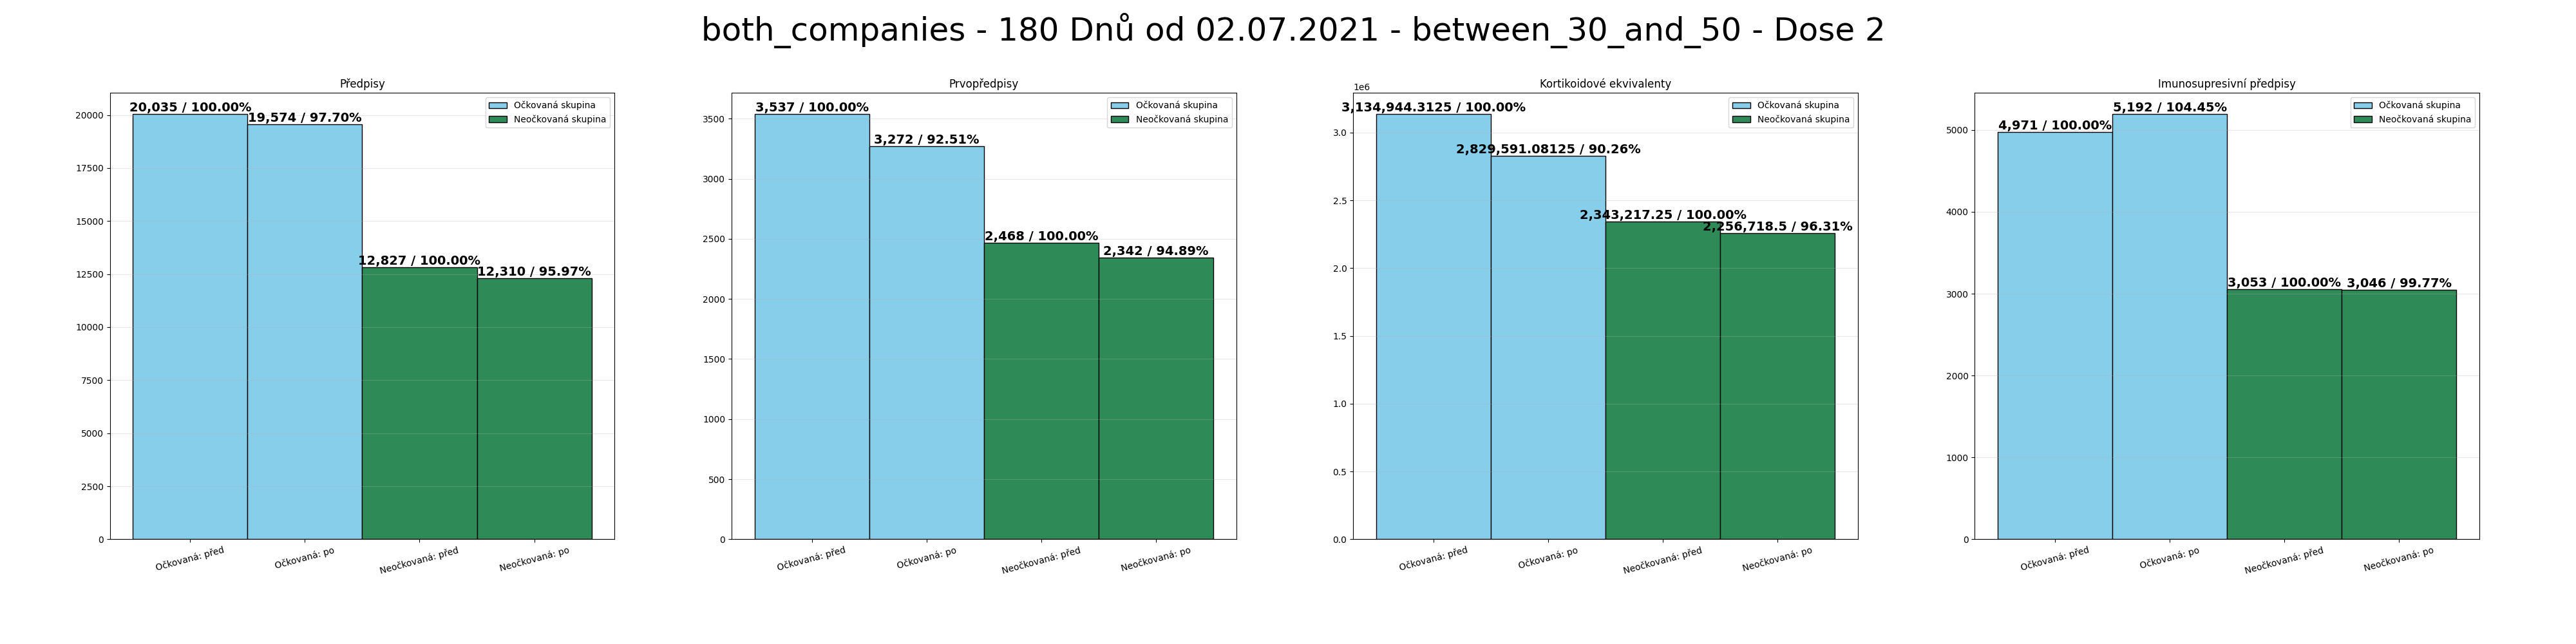 both_companies - 180 Dnů od 02.07.2021 - between_30_and_50 - Dose 2
Předpisy
20,035 / 100.00%
19,574 / 97.70%
12,827 / 100.00%
12,310 / 95.97%
Očkovaná skupina
Neočkovaná skupina
20000
17500
15000
12500
10000
7500
5000
2500
0
Očkovaná: před
Očkovaná: po
Neočkovaná: před
Neočkovaná: po
Prvopředpisy
3,537 / 100.00%
3,272 / 92.51%
2,468 / 100.00%
2,342 / 94.89%
Očkovaná skupina
Neočkovaná skupina
3500
3000
2500
2000
1500
1000
500
0
Očkovaná: před
Očkovaná: po
Neočkovaná: před
Neočkovaná: po
Kortikoidové ekvivalenty
1e6
3,134,944.3125 / 100.00%
2,829,591.08125 / 90.26%
2,343,217.25 / 100.00%
2,256,718.5 / 96.31%
Očkovaná skupina
Neočkovaná skupina
3.0
2.5
2.0
1.5
1.0
0.5
0.0
Očkovaná: před
Očkovaná: po
Neočkovaná: před
Neočkovaná: po
Imunosupresivní předpisy
4,971 / 100.00%
5,192 / 104.45%
3,053 / 100.00%
3,046 / 99.77%
Očkovaná skupina
Neočkovaná skupina
5000
4000
3000
2000
1000
0
Očkovaná: před
Očkovaná: po
Neočkovaná: před
Neočkovaná: po